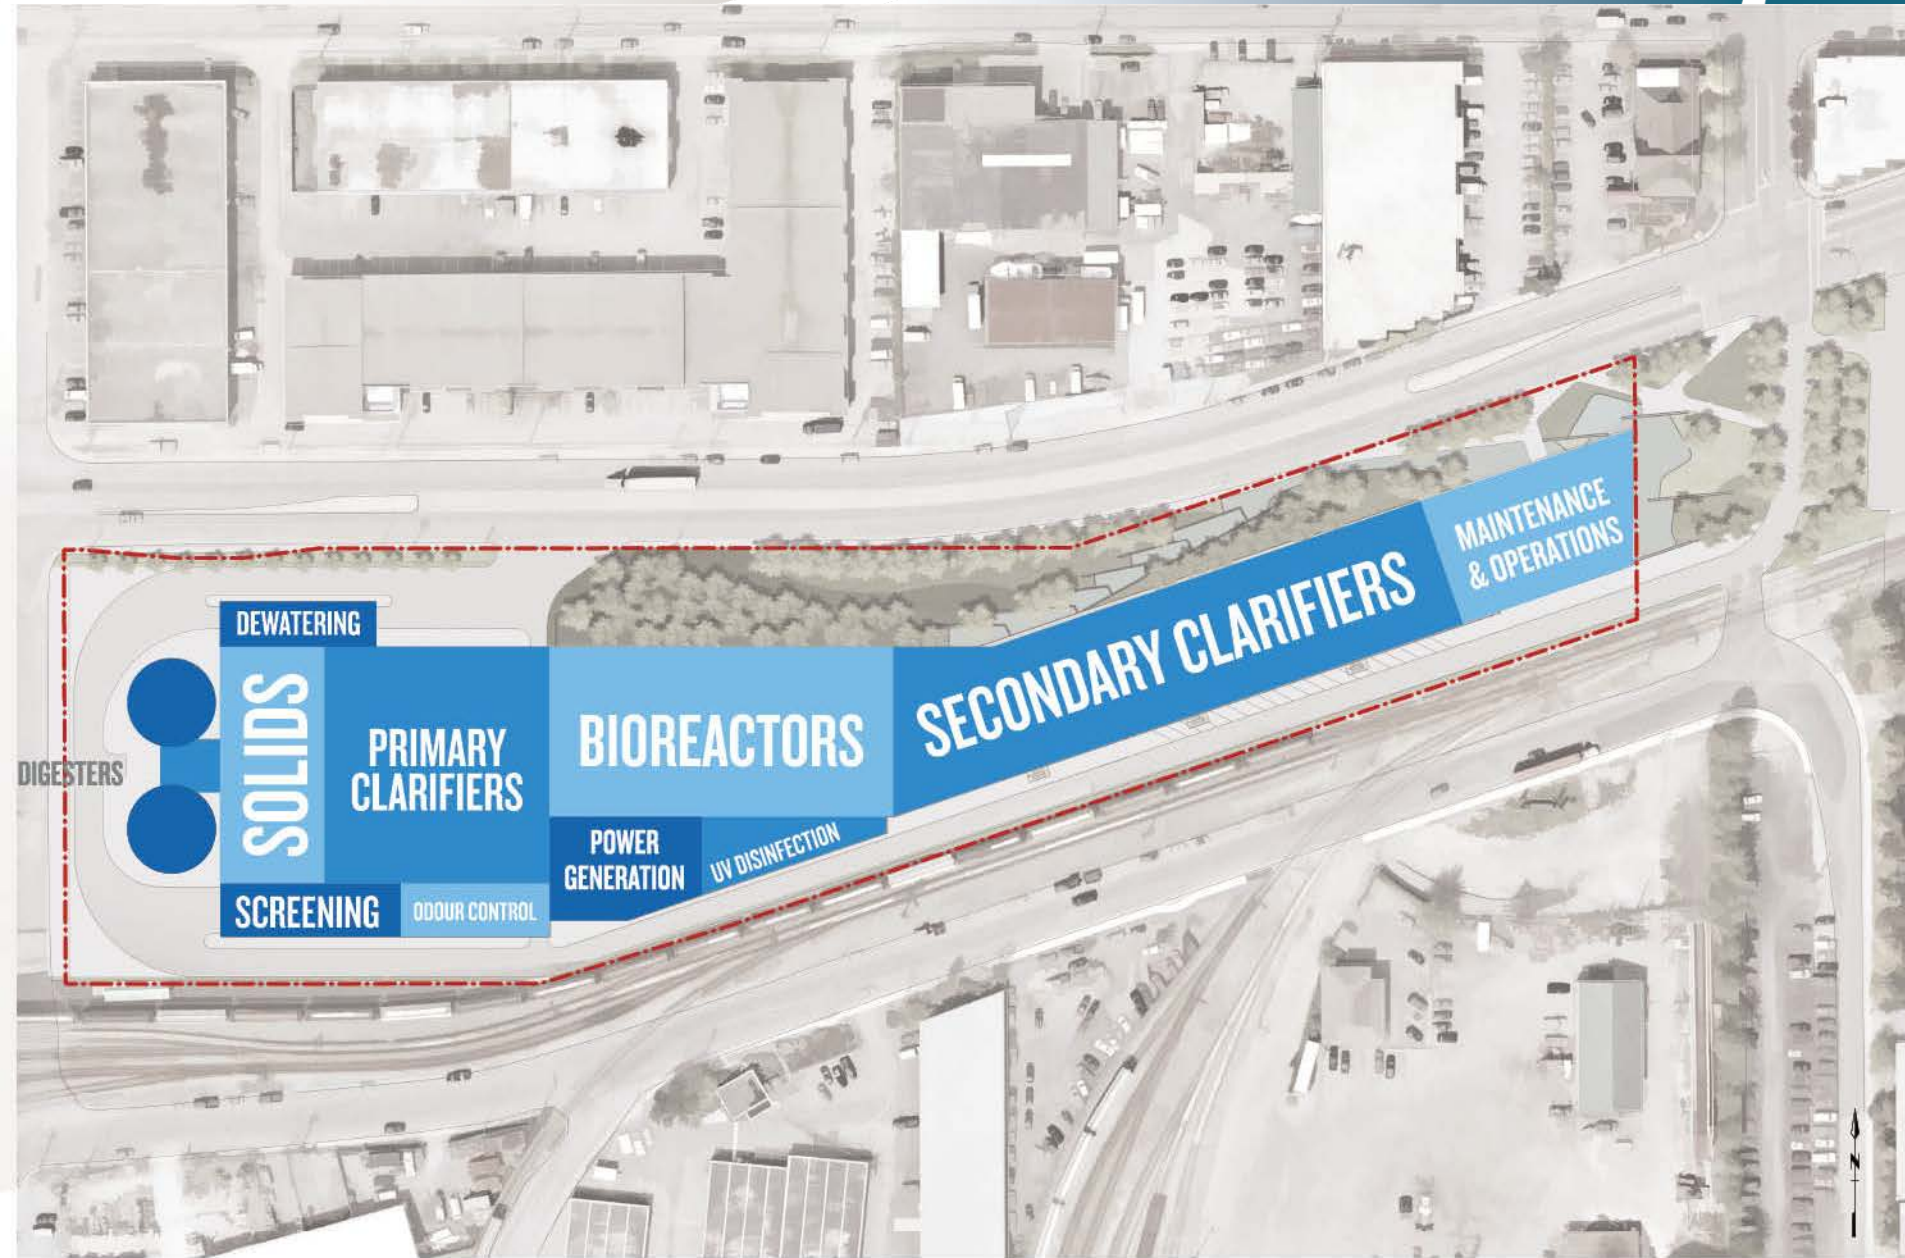 DEWATERING
SOLIDS
PRIMARY
CLARIFIERS
BIOREACTORS
SECONDARY CLARIFIERS
MAINTENANCE
& OPERATIONS
DIGESTERS
POWER
GENERATION
UV DISINFECTION
SCREENING
ODOUR CONTROL
N